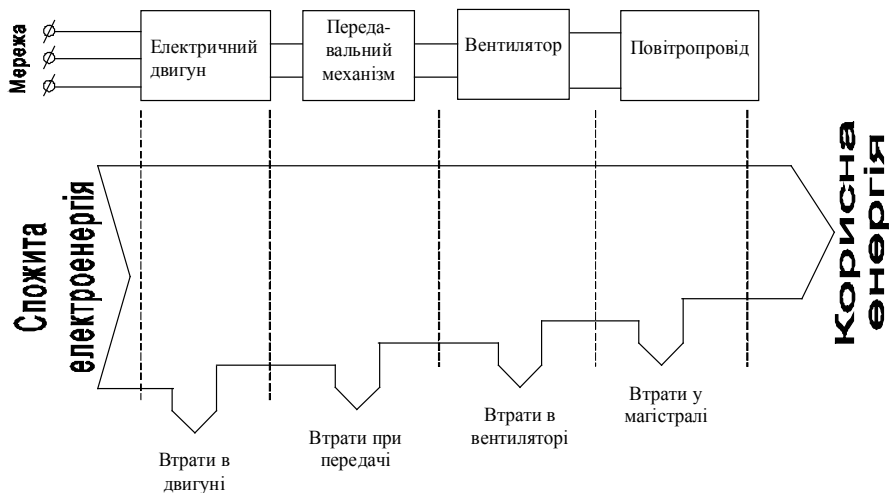 Мережа
Електричний
двигун
Переда-
вальний
механізм
Вентилятор
Повітропровід
Спожита
електроенергія
Корисна
енергія
Втрати в
двигуні
Втрати при
передачі
Втрати в
вентиляторі
Втрати у
магістралі